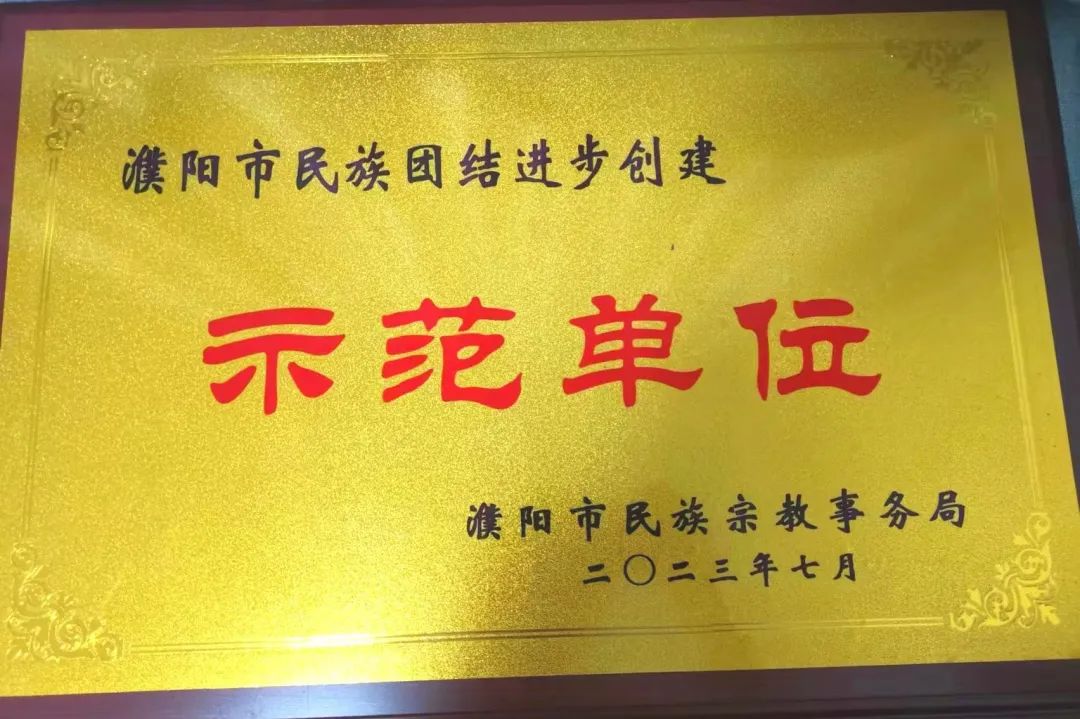 濮阳市民族团结进步创建
示范单位
濮阳市民族宗教事务局
二〇二三年七月